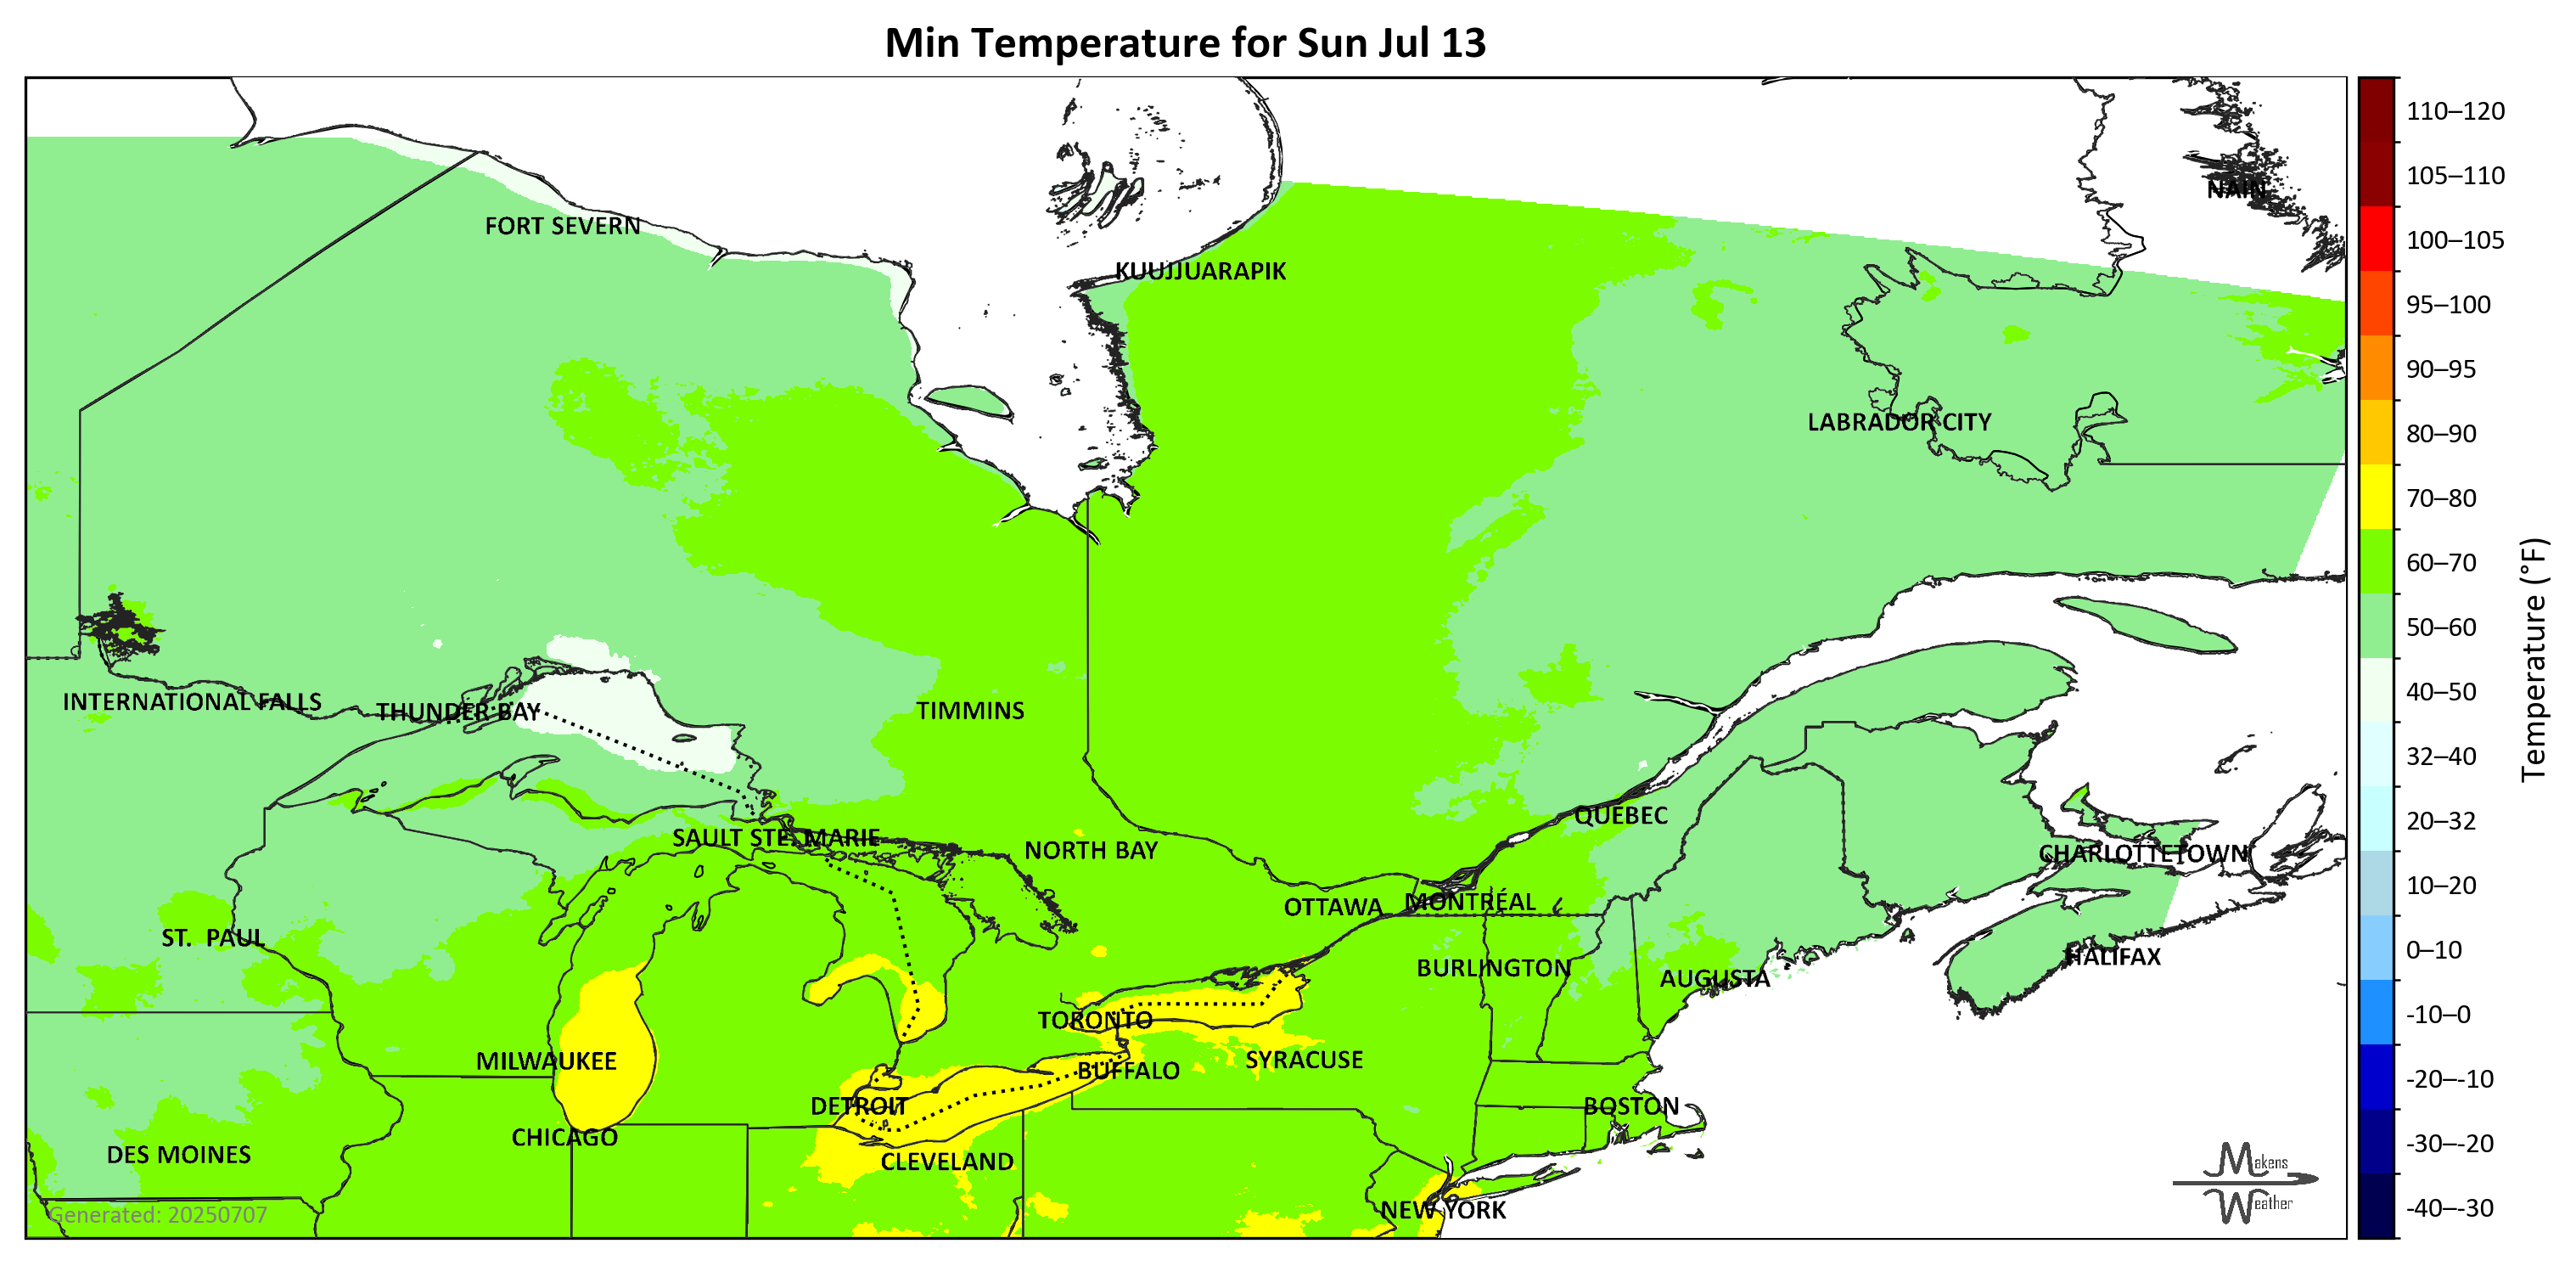 Min Temperature for Sun Jul 13
110–120
105–110
NAIN
FORT SEVERN
100–105
KUUJJUARAPIK
95–100
90–95
LABRADOR CITY
80–90
70–80
60–70
50–60
Temperature (°F)
40–50
INTERNATIONAL FALLS
THUNDER BAY
TIMMINS
32–40
QUÉBEC
20–32
SAULT STE. MARIE
NORTH BAY
CHARLOTTETOWN
10–20
OTTAWA
MONTRÉAL
ST.  PAUL
0–10
HALIFAX
BURLINGTON
AUGUSTA
-10–0
TORONTO
MILWAUKEE
SYRACUSE
BUFFALO
-20–-10
DETROIT
BOSTON
CHICAGO
-30–-20
DES MOINES
CLEVELAND
Makens
Weather
-40–-30
NEW YORK
Generated: 20250707